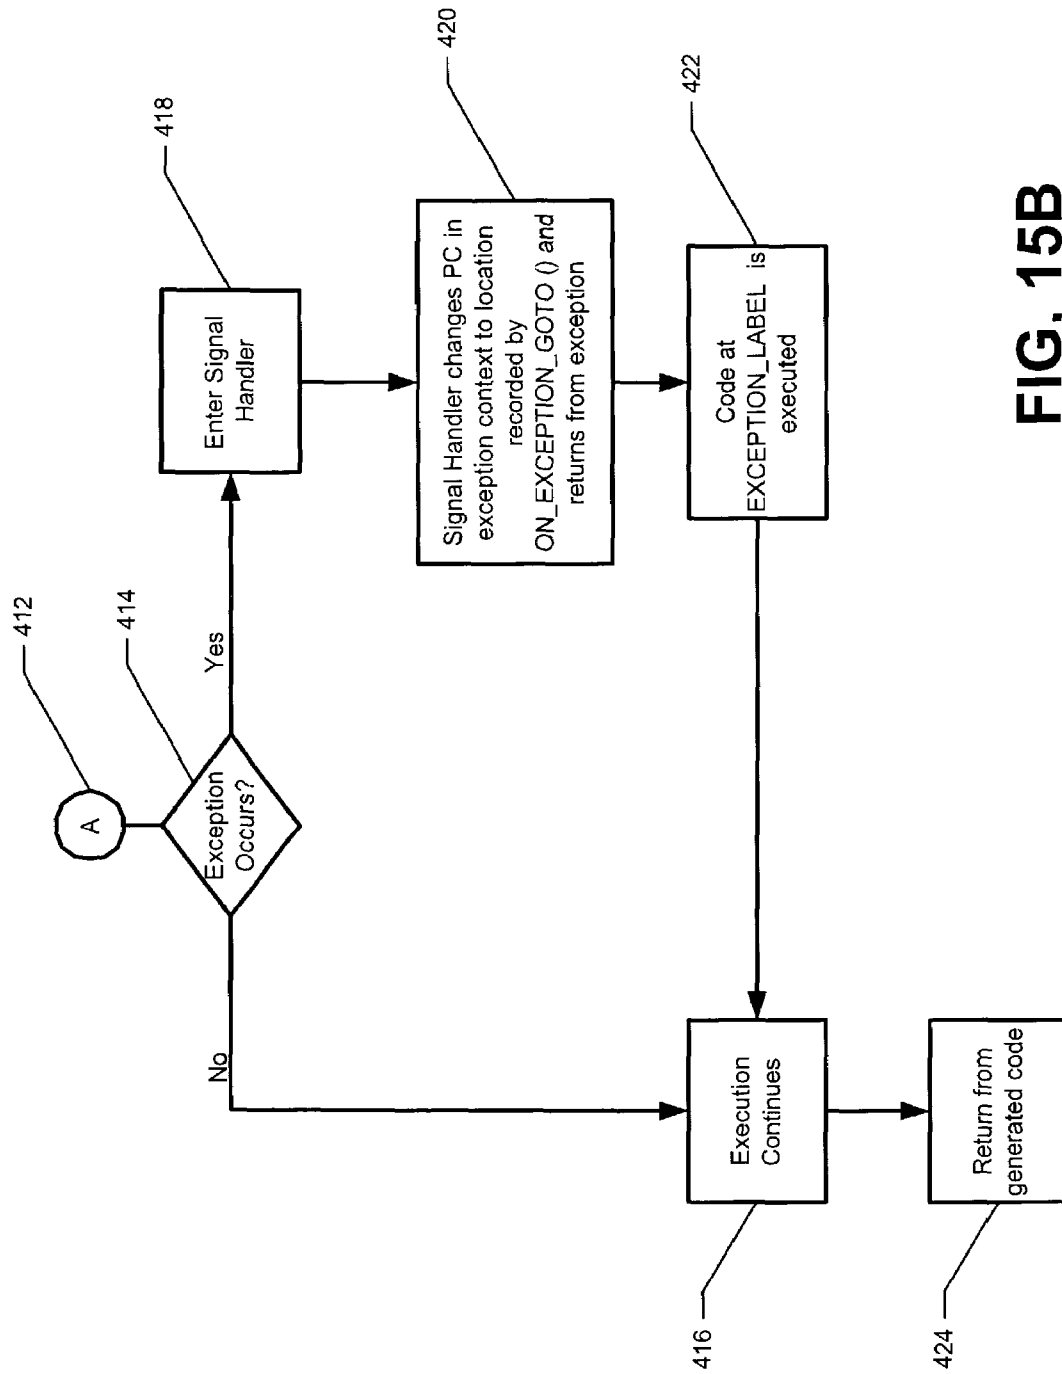 412
A
414
Exception
Occurs?
Yes
No
418
Enter Signal
Handler
420
Signal Handler changes PC in
exception context to location
recorded by
ON_EXCEPTION_GOTO () and
returns from exception
422
Code at
EXCEPTION_LABEL is
executed
Execution
Continues
416
Return from
generated code
424
FIG. 15B